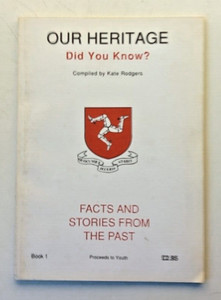 OUR HERITAGE
Did You Know?
Compiled by Kate Rodgers
FACTS AND
STORIES FROM
THE PAST
Book 1
Proceeds to Youth